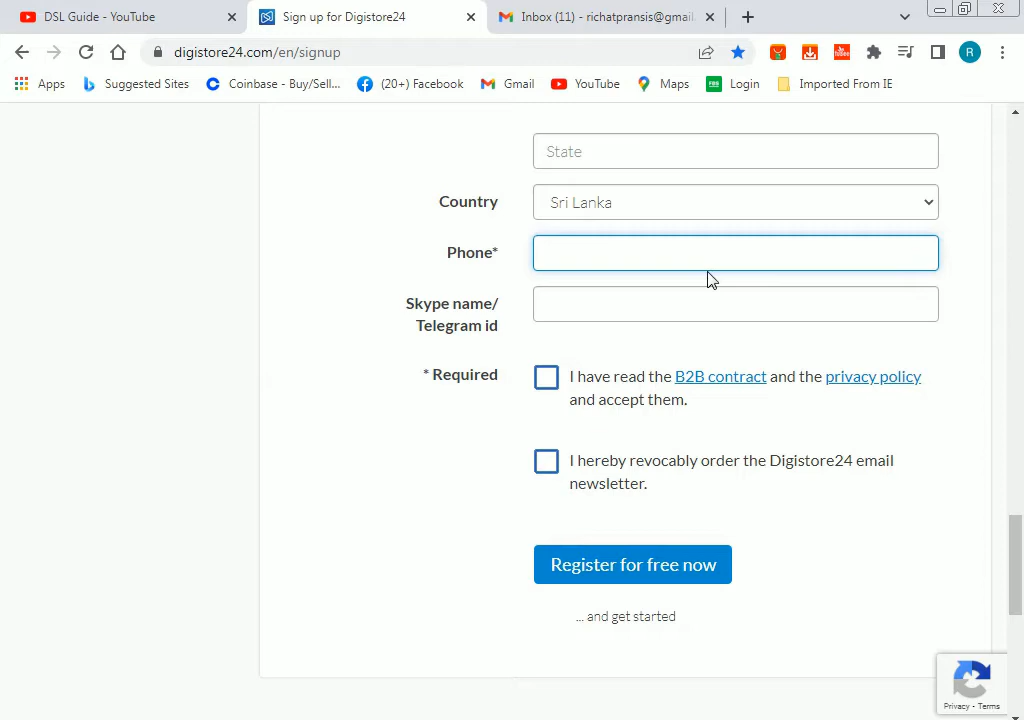 DSL Guide - YouTube
Sign up for Digistore24
Inbox (11) - richatpransis@gmail.
digistore24.com/en/signup
R
Apps
Suggested Sites
Coinbase - Buy/Sell...
(20+) Facebook
Gmail
YouTube
Maps
Login
Imported From IE
State
Country
Sri Lanka
Phone*
Skype name/
Telegram id
* Required
I have read the B2B contract and the privacy policy
and accept them.
I hereby revocably order the Digistore24 email
newsletter.
Register for free now
... and get started
Privacy - Terms